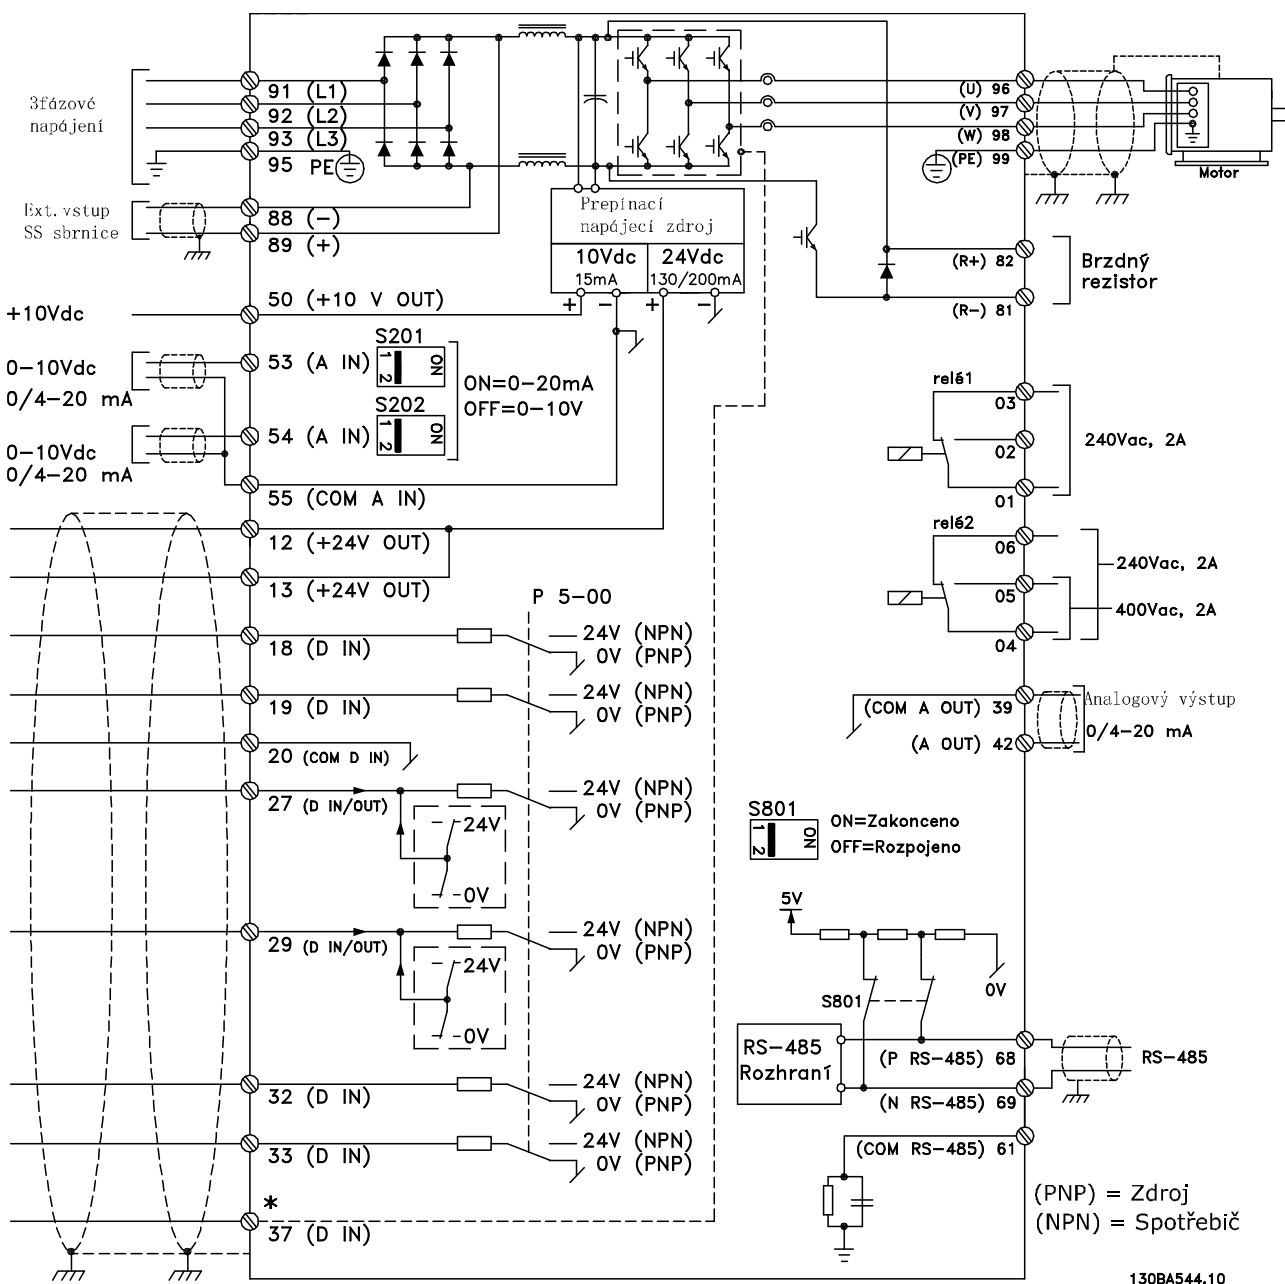 3fázové
napájení
91 (L1)
92 (L2)
93 (L3)
95 PE
Ext. vstup
SS sbrnice
88 (−)
89 (+)
Prepínací
napájecí zdroj
10Vdc
15mA
24Vdc
130/200mA
+ − + −
(U) 96
(V) 97
(W) 98
(PE) 99
Motor
(R+) 82
(R−) 81
Brzdný
rezistor
+10Vdc
50 (+10 V OUT)
0−10Vdc
0/4−20 mA
53 (A IN)
S201
1 2
ON
ON=0−20mA
OFF=0−10V
0−10Vdc
0/4−20 mA
54 (A IN)
S202
1 2
ON
55 (COM A IN)
12 (+24V OUT)
13 (+24V OUT)
relé1
03
02
01
240Vac, 2A
relé2
06
05
04
240Vac, 2A
400Vac, 2A
P 5-00
18 (D IN)
24V (NPN)
0V (PNP)
19 (D IN)
24V (NPN)
0V (PNP)
20 (COM D IN)
27 (D IN/OUT)
24V (NPN)
0V (PNP)
24V
0V
29 (D IN/OUT)
24V (NPN)
0V (PNP)
24V
0V
32 (D IN)
24V (NPN)
0V (PNP)
33 (D IN)
24V (NPN)
0V (PNP)
*
37 (D IN)
(COM A OUT) 39
(A OUT) 42
Analogový výstup
0/4−20 mA
S801
1 2
ON
ON=Zakonceno
OFF=Rozpojeno
5V
0V
S801
RS−485
Rozhraní
(P RS−485) 68
(N RS−485) 69
(COM RS−485) 61
RS−485
(PNP) = Zdroj
(NPN) = Spotřebič
130BA544.10